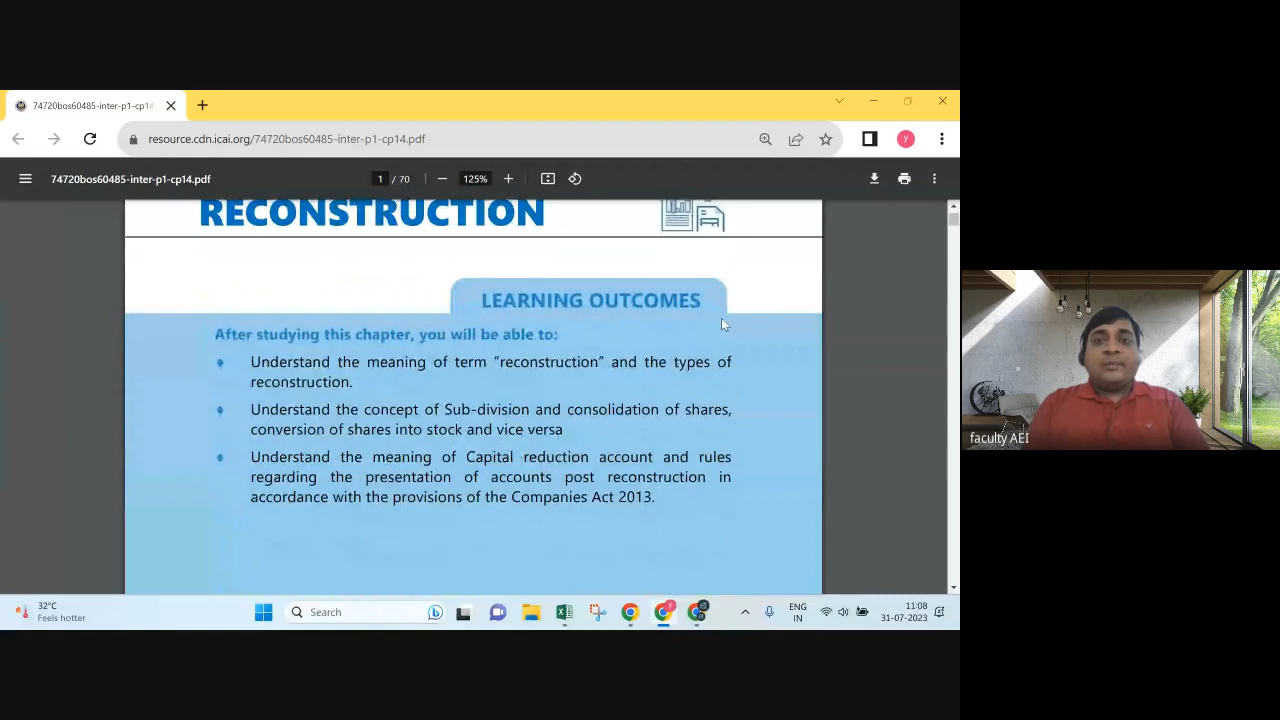 74720bos60485-inter-p1-cp14
resource.cdn.icai.org/74720bos60485-inter-p1-cp14.pdf
y
74720bos60485-inter-p1-cp14.pdf
1 / 70
125%
RECONSTRUCTION
LEARNING OUTCOMES
After studying this chapter, you will be able to:
Understand the meaning of term “reconstruction” and the types of
reconstruction.
Understand the concept of Sub-division and consolidation of shares,
conversion of shares into stock and vice versa
Understand the meaning of Capital reduction account and rules
regarding the presentation of accounts post reconstruction in
accordance with the provisions of the Companies Act 2013.
faculty AEI
32°C
Feels hotter
Search
ENG
IN
11:08
31-07-2023